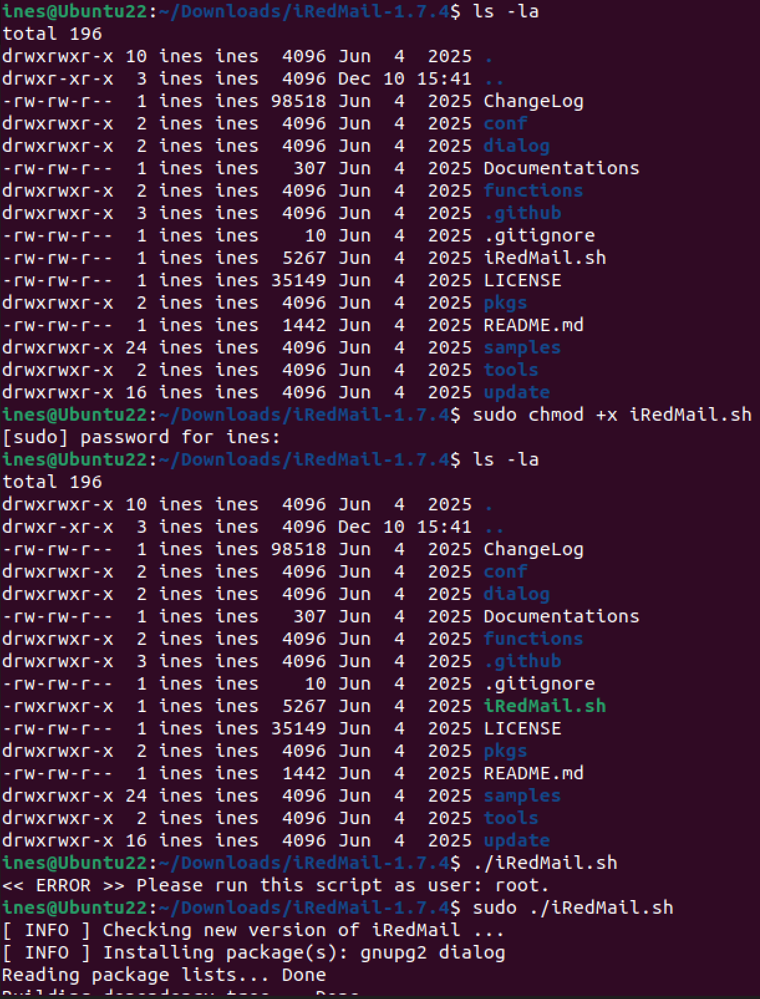 ines@Ubuntu22:~/Downloads/iRedMail-1.7.4$ ls -la
total 196
drwxrwxr-x 10 ines ines  4096 Jun  4  2025 .
drwxr-xr-x  3 ines ines  4096 Dec 10 15:41 ..
-rw-rw-r--  1 ines ines 98518 Jun  4  2025 ChangeLog
drwxrwxr-x  2 ines ines  4096 Jun  4  2025 conf
drwxrwxr-x  2 ines ines  4096 Jun  4  2025 dialog
-rw-rw-r--  1 ines ines   307 Jun  4  2025 Documentations
drwxrwxr-x  2 ines ines  4096 Jun  4  2025 functions
drwxrwxr-x  3 ines ines  4096 Jun  4  2025 .github
-rw-rw-r--  1 ines ines    10 Jun  4  2025 .gitignore
-rw-rw-r--  1 ines ines  5267 Jun  4  2025 iRedMail.sh
-rw-rw-r--  1 ines ines 35149 Jun  4  2025 LICENSE
drwxrwxr-x  2 ines ines  4096 Jun  4  2025 pkgs
-rw-rw-r--  1 ines ines  1442 Jun  4  2025 README.md
drwxrwxr-x 24 ines ines  4096 Jun  4  2025 samples
drwxrwxr-x  2 ines ines  4096 Jun  4  2025 tools
drwxrwxr-x 16 ines ines  4096 Jun  4  2025 update
ines@Ubuntu22:~/Downloads/iRedMail-1.7.4$ sudo chmod +x iRedMail.sh
[sudo] password for ines:
ines@Ubuntu22:~/Downloads/iRedMail-1.7.4$ ls -la
total 196
drwxrwxr-x 10 ines ines  4096 Jun  4  2025 .
drwxr-xr-x  3 ines ines  4096 Dec 10 15:41 ..
-rw-rw-r--  1 ines ines 98518 Jun  4  2025 ChangeLog
drwxrwxr-x  2 ines ines  4096 Jun  4  2025 conf
drwxrwxr-x  2 ines ines  4096 Jun  4  2025 dialog
-rw-rw-r--  1 ines ines   307 Jun  4  2025 Documentations
drwxrwxr-x  2 ines ines  4096 Jun  4  2025 functions
drwxrwxr-x  3 ines ines  4096 Jun  4  2025 .github
-rw-rw-r--  1 ines ines    10 Jun  4  2025 .gitignore
-rwxrwxr-x  1 ines ines  5267 Jun  4  2025 iRedMail.sh
-rw-rw-r--  1 ines ines 35149 Jun  4  2025 LICENSE
drwxrwxr-x  2 ines ines  4096 Jun  4  2025 pkgs
-rw-rw-r--  1 ines ines  1442 Jun  4  2025 README.md
drwxrwxr-x 24 ines ines  4096 Jun  4  2025 samples
drwxrwxr-x  2 ines ines  4096 Jun  4  2025 tools
drwxrwxr-x 16 ines ines  4096 Jun  4  2025 update
ines@Ubuntu22:~/Downloads/iRedMail-1.7.4$ ./iRedMail.sh
<< ERROR >> Please run this script as user: root.
ines@Ubuntu22:~/Downloads/iRedMail-1.7.4$ sudo ./iRedMail.sh
[ INFO ] Checking new version of iRedMail ...
[ INFO ] Installing package(s): gnupg2 dialog
Reading package lists... Done
Building dependency tree... Done